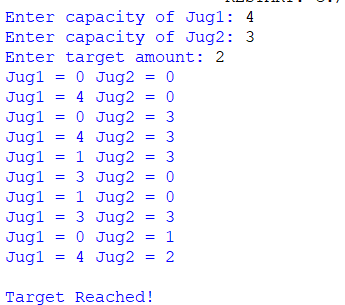 Enter capacity of Jug1: 4
Enter capacity of Jug2: 3
Enter target amount: 2
Jug1 = 0 Jug2 = 0
Jug1 = 4 Jug2 = 0
Jug1 = 0 Jug2 = 3
Jug1 = 4 Jug2 = 3
Jug1 = 1 Jug2 = 3
Jug1 = 3 Jug2 = 0
Jug1 = 1 Jug2 = 0
Jug1 = 3 Jug2 = 3
Jug1 = 0 Jug2 = 1
Jug1 = 4 Jug2 = 2
Target Reached!